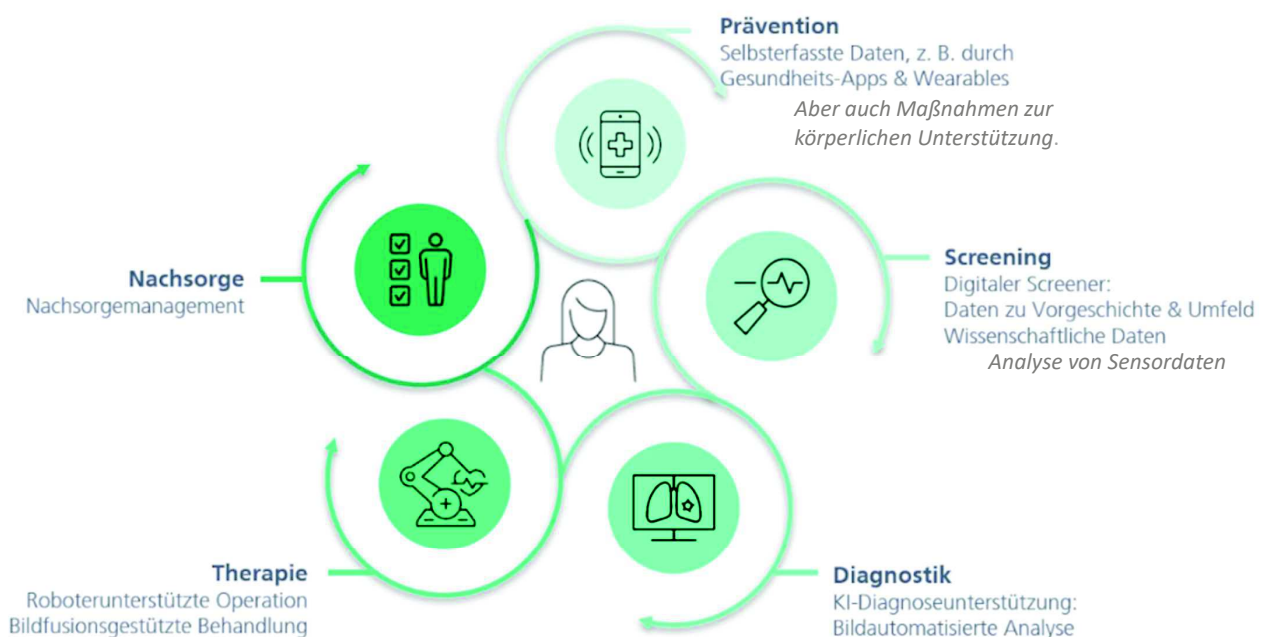 Prävention
Selbsterfasste Daten, z. B. durch
Gesundheits-Apps & Wearables
Aber auch Maßnahmen zur
körperlichen Unterstützung.
Screening
Digitaler Screener:
Daten zu Vorgeschichte & Umfeld
Wissenschaftliche Daten
Analyse von Sensordaten
Diagnostik
KI-Diagnoseunterstützung:
Bildautomatisierte Analyse
Therapie
Roboterunterstützte Operation
Bildfusionsgestützte Behandlung
Nachsorge
Nachsorgemanagement